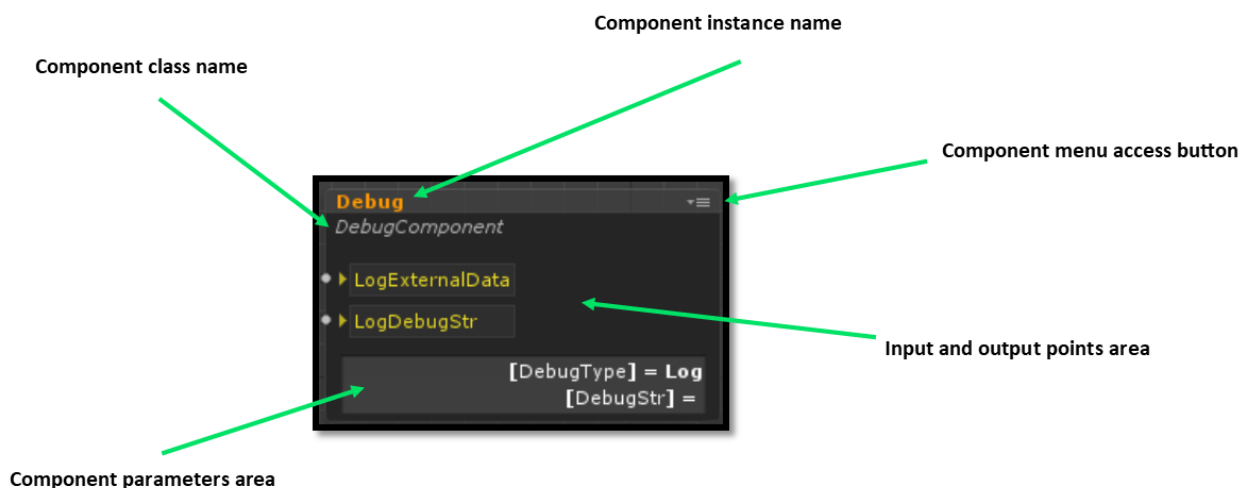 Component instance name
Component class name
Component menu access button
Debug
DebugComponent
LogExternalData
LogDebugStr
Input and output points area
[DebugType] = Log
[DebugStr] =
Component parameters area